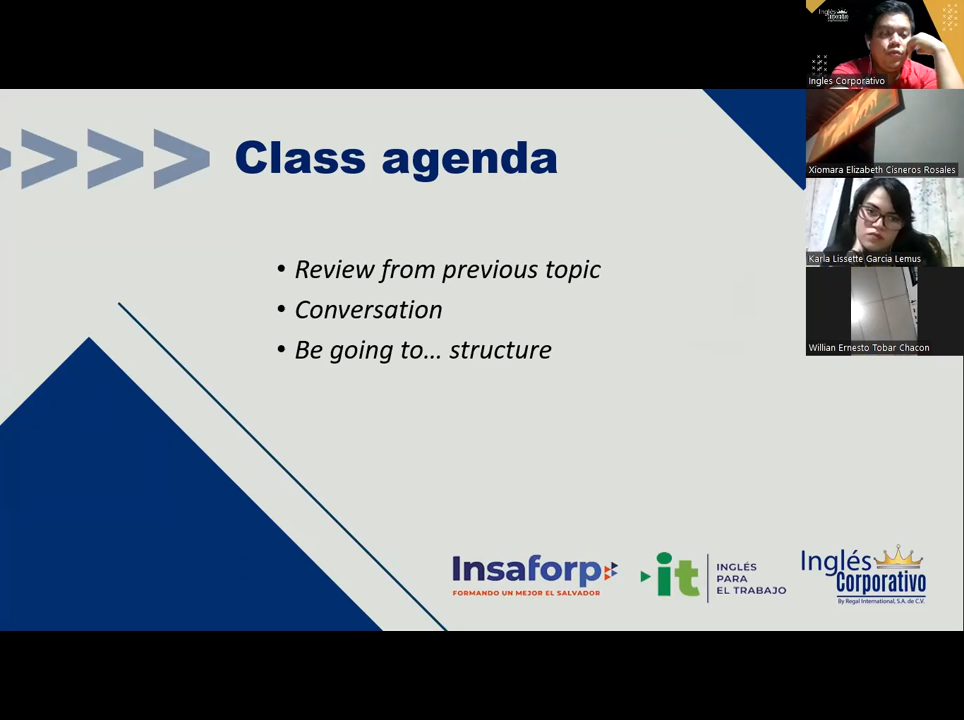 Class agenda
• Review from previous topic
• Conversation
• Be going to... structure
Insaforp
FORMANDO UN MEJOR EL SALVADOR
it
INGLÉS
PARA
EL TRABAJO
Inglés
Corporativo
By Regal International, S.A. de C.V.
Inglés
Corporativo
Ingles Corporativo
Xiomara Elizabeth Cisneros Rosales
Karla Lissette Garcia Lemus
Willian Ernesto Tobar Chacon